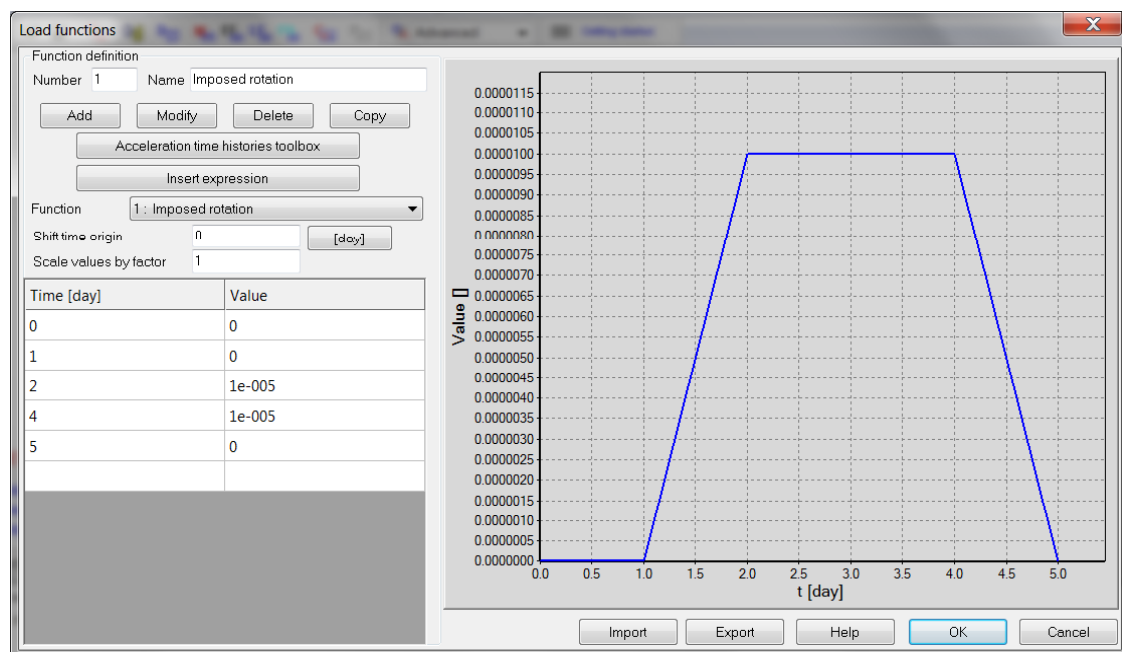 Load functions
Function definition
Number 1 Name Imposed rotation
Add Modify Delete Copy
Acceleration time histories toolbox
Insert expression
Function 1 : Imposed rotation
Shift time origin 0 [day]
Scale values by factor 1
Time [day] Value
0 0
1 0
2 1e-005
4 1e-005
5 0
Value []
0.0000115
0.0000110
0.0000105
0.0000100
0.0000095
0.0000090
0.0000085
0.0000080
0.0000075
0.0000070
0.0000065
0.0000060
0.0000055
0.0000050
0.0000045
0.0000040
0.0000035
0.0000030
0.0000025
0.0000020
0.0000015
0.0000010
0.0000005
0.0000000
0.0 0.5 1.0 1.5 2.0 2.5 3.0 3.5 4.0 4.5 5.0
t [day]
Import Export Help OK Cancel